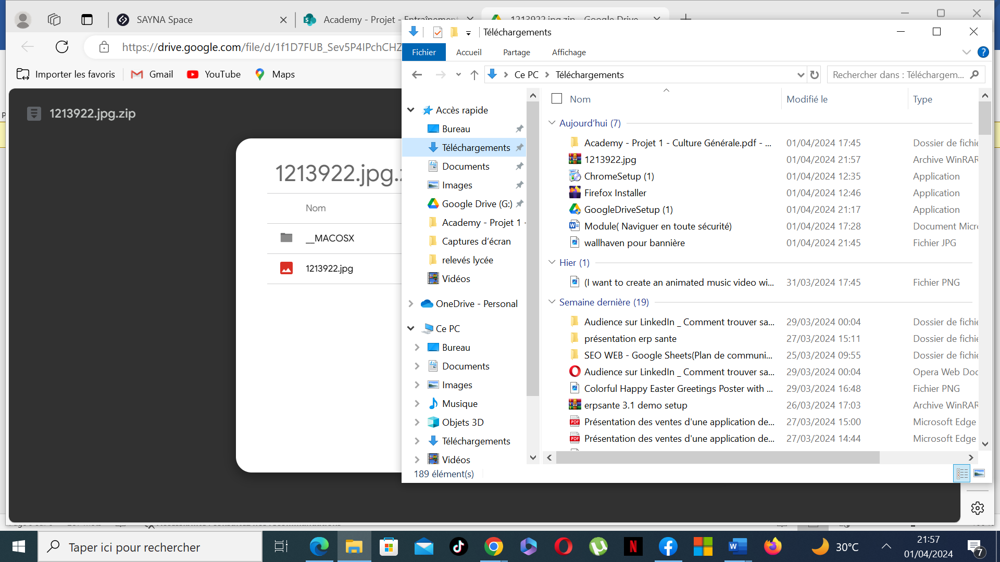 SAYNA Space
Academy - Projet - Entraînement
1213922.jpg.zip - Google Drive
https://drive.google.com/file/d/1f1D7FUB_Sev5P4IPchCHZ
Importer les favoris
Gmail
YouTube
Maps
1213922.jpg.zip
1213922.jpg.z
Nom
__MACOSX
1213922.jpg
Téléchargements
Fichier
Accueil
Partage
Affichage
?
Ce PC
Téléchargements
Rechercher dans : Téléchargem...
Accès rapide
Bureau
Téléchargements
Documents
Images
Google Drive (G:)
Academy - Projet 1 -
Captures d'écran
relevés lycée
Vidéos
OneDrive - Personal
Ce PC
Bureau
Documents
Images
Musique
Objets 3D
Téléchargements
Vidéos
Nom Modifié le Type
Aujourd'hui (7)
Academy - Projet 1 - Culture Générale.pdf - ... 01/04/2024 17:45 Dossier de fichie
1213922.jpg 01/04/2024 21:57 Archive WinRAR
ChromeSetup (1) 01/04/2024 12:35 Application
Firefox Installer 01/04/2024 12:46 Application
GoogleDriveSetup (1) 01/04/2024 21:17 Application
Module( Naviguer en toute sécurité) 01/04/2024 17:28 Document Micro
wallhaven pour bannière 01/04/2024 21:45 Fichier JPG
Hier (1)
(I want to create an animated music video wi... 31/03/2024 17:45 Fichier PNG
Semaine dernière (19)
Audience sur LinkedIn _ Comment trouver sa... 29/03/2024 00:04 Dossier de fichie
présentation erp sante 27/03/2024 15:11 Dossier de fichie
SEO WEB - Google Sheets(Plan de communi... 25/03/2024 09:55 Dossier de fichie
Audience sur LinkedIn _ Comment trouver sa... 29/03/2024 00:04 Opera Web Doc
Colorful Happy Easter Greetings Poster with ... 29/03/2024 16:48 Fichier PNG
erpsante 3.1 demo setup 26/03/2024 17:03 Archive WinRAR
Présentation des ventes d'une application de... 27/03/2024 15:00 Microsoft Edge
Présentation des ventes d'une application de... 27/03/2024 14:44 Microsoft Edge
189 élément(s)
Taper ici pour rechercher
30°C
21:57
01/04/2024
7